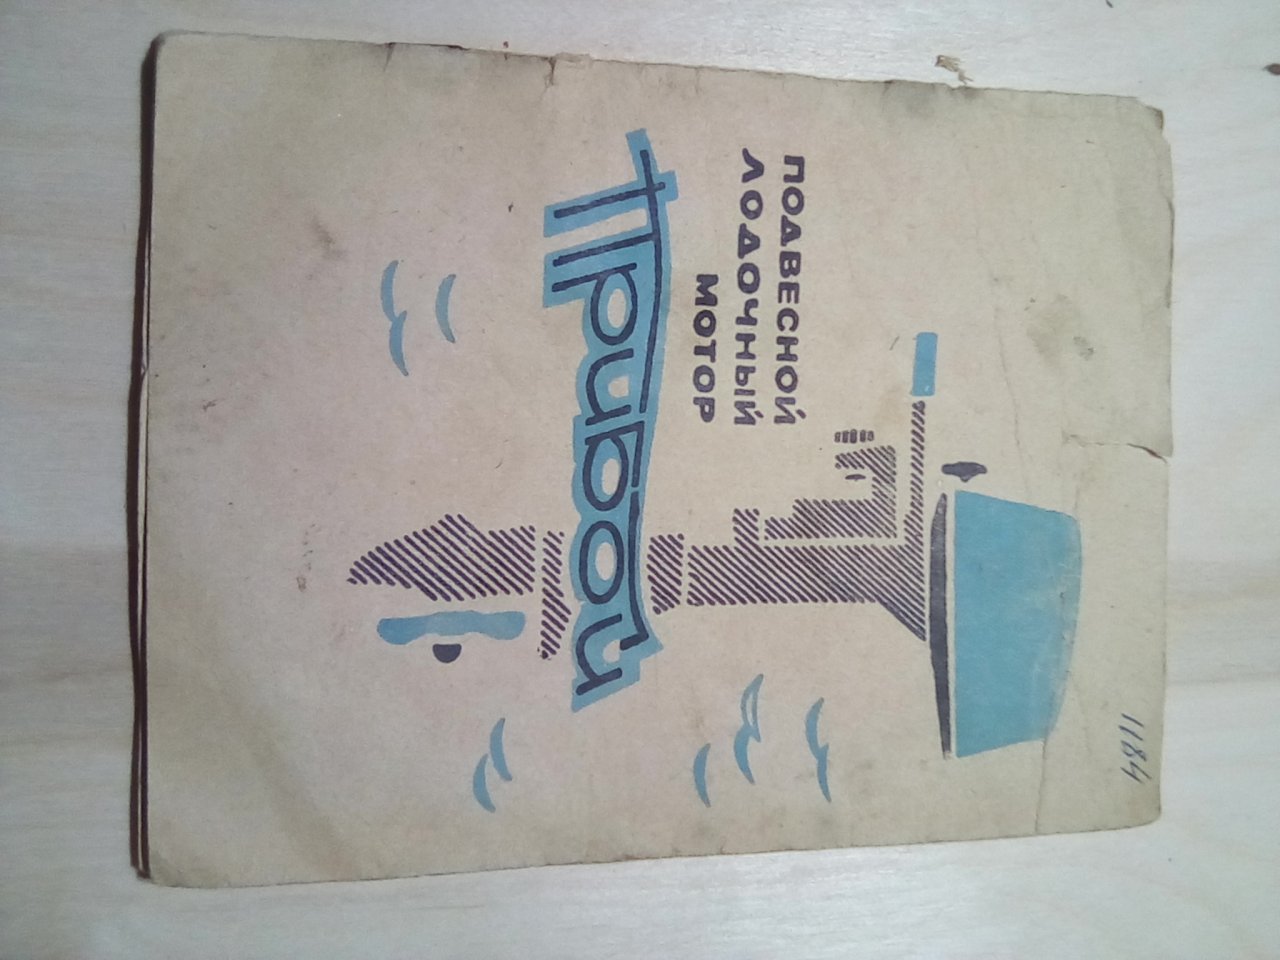 1184
ПОДВЕСНОЙ
ЛОДОЧНЫЙ
МОТОР
Прибой